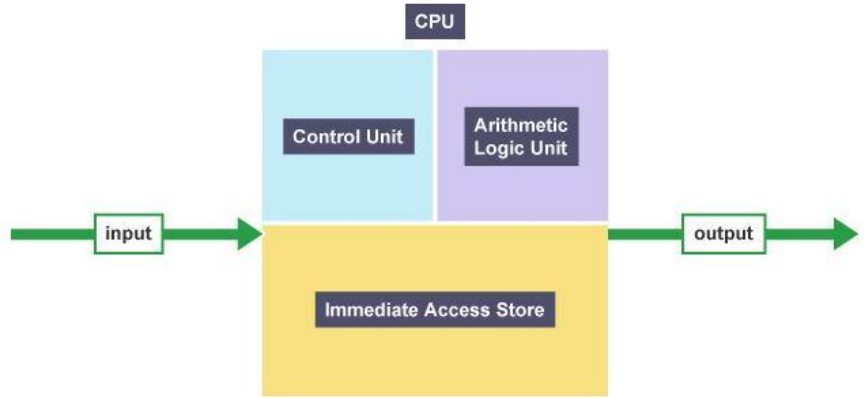 CPU
Control Unit
Arithmetic
Logic Unit
input
output
Immediate Access Store